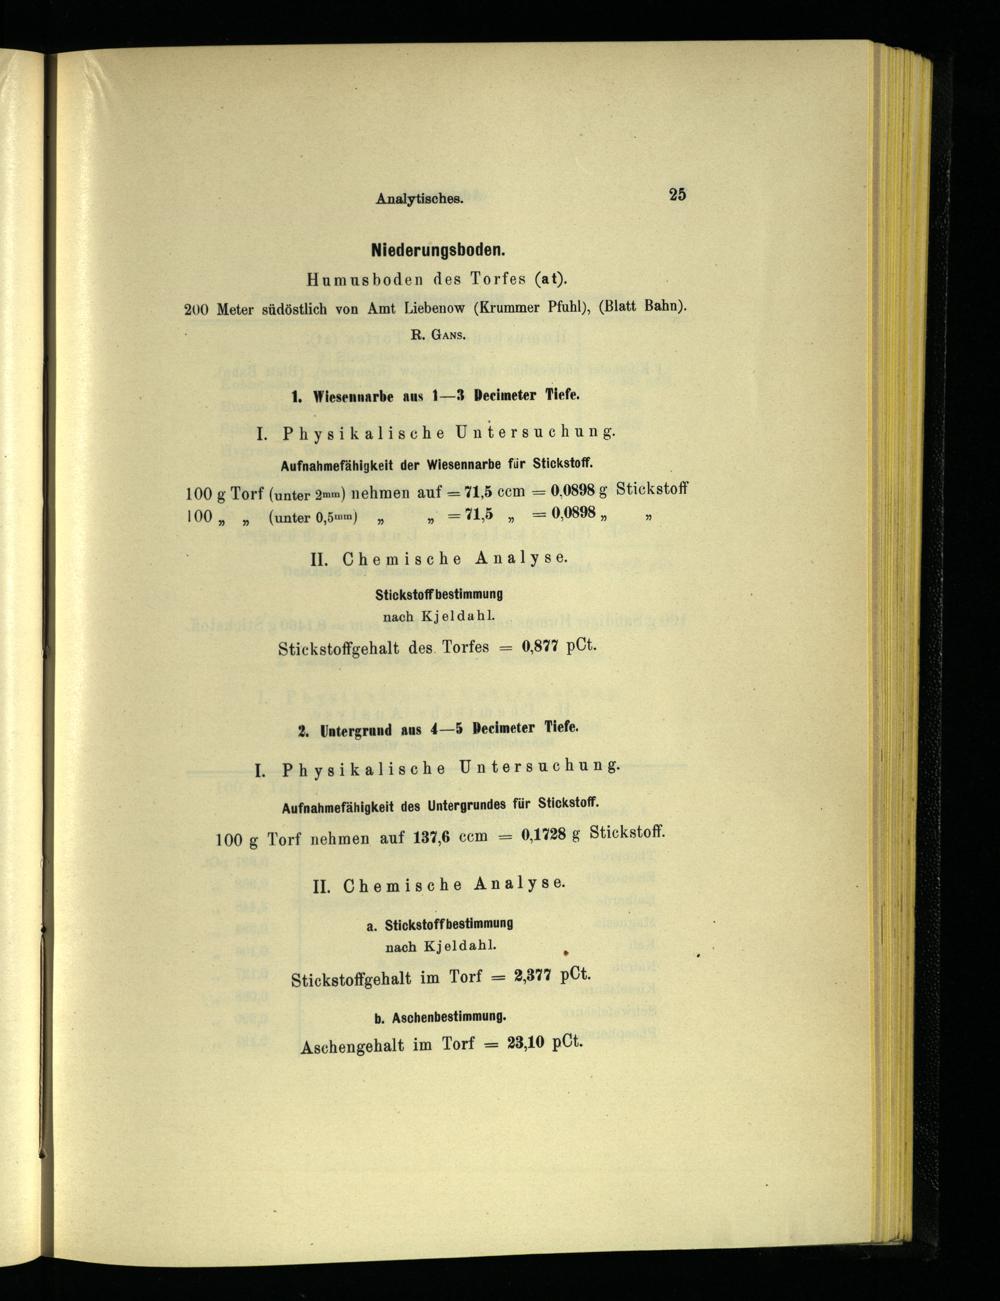 Analytisches. 25
Niederungsboden.
Humusboden des Torfes (at).
200 Meter südöstlich von Amt Liebenow (Krummer Pfuhl), (Blatt Bahn).
R. Gans.
1. Wiesennarbe aus 1—3 Decimeter Tiefe.
I. Physikalische Untersuchung.
Aufnahmefähigkeit der Wiesennarbe für Stickstoff.
100 g Torf (unter 2mm) nehmen auf = 71,5 ccm = 0,0898 g Stickstoff
100 „ „ (unter 0,5mm) „ „ = 71,5 „ = 0,0898 „ „
II. Chemische Analyse.
Stickstoffbestimmung
nach Kjeldahl.
Stickstoffgehalt des Torfes = 0,877 pCt.
2. Untergrund aus 4—5 Decimeter Tiefe.
I. Physikalische Untersuchung.
Aufnahmefähigkeit des Untergrundes für Stickstoff.
100 g Torf nehmen auf 137,6 ccm = 0,1728 g Stickstoff.
II. Chemische Analyse.
a. Stickstoffbestimmung
nach Kjeldahl.
Stickstoffgehalt im Torf = 2,377 pCt.
b. Aschenbestimmung.
Aschengehalt im Torf = 23,10 pCt.